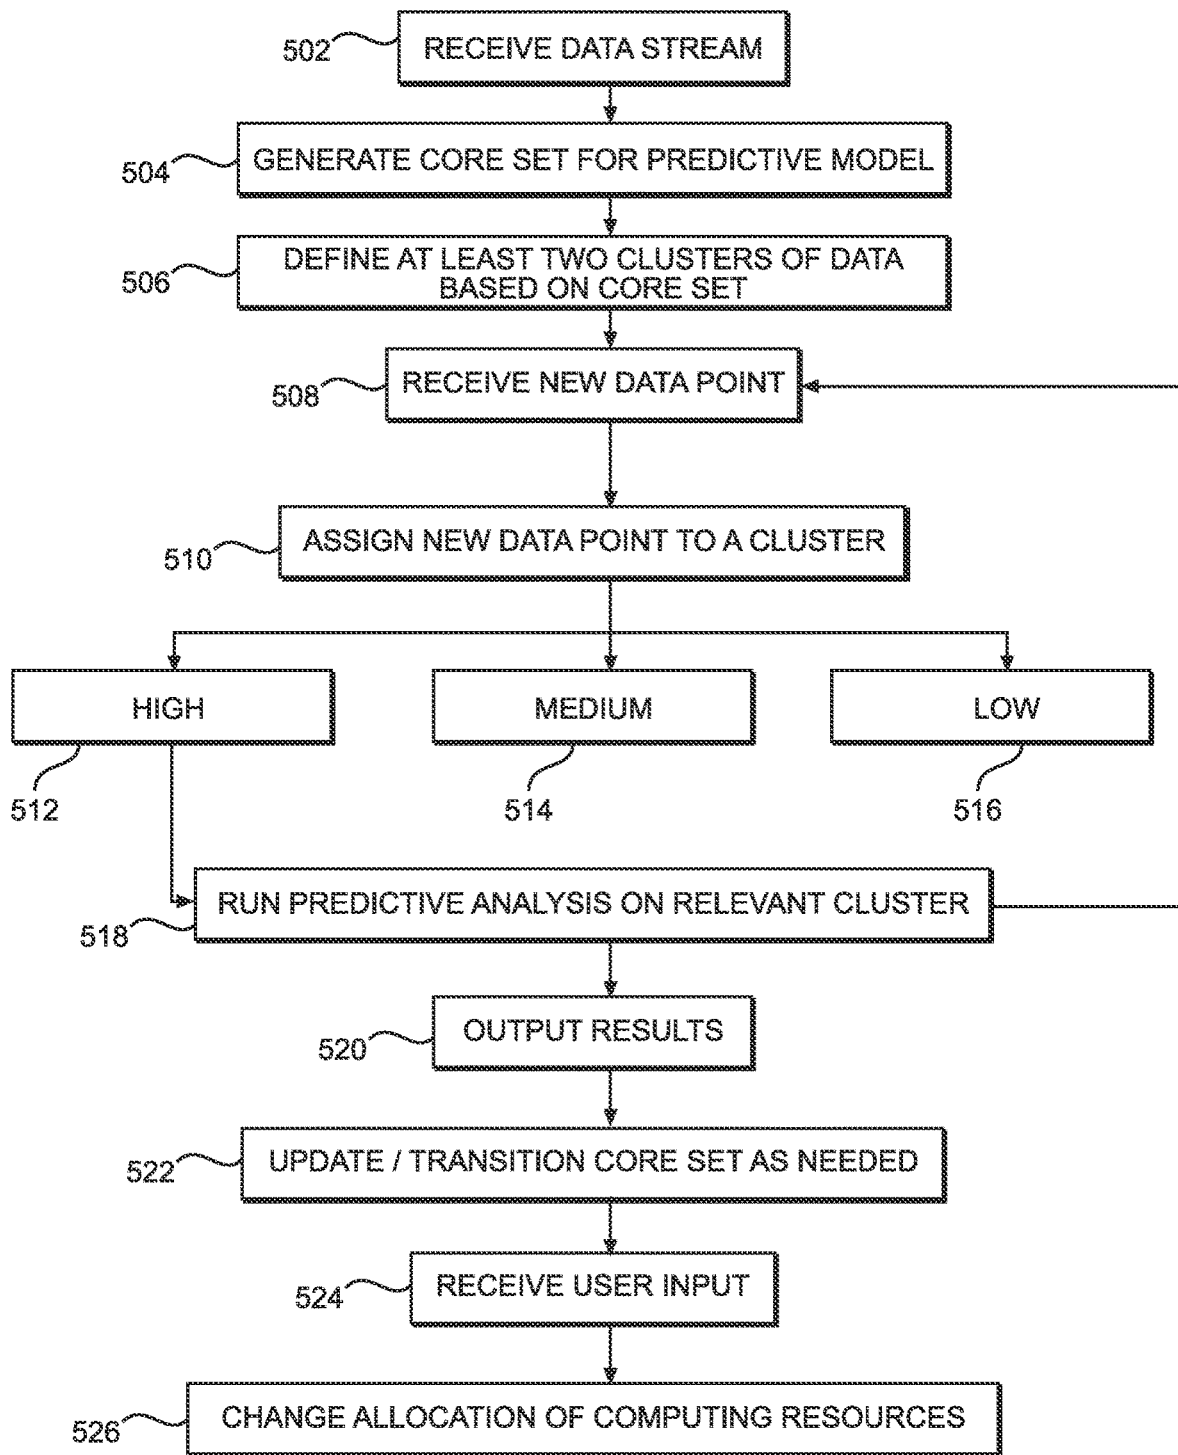 502
RECEIVE DATA STREAM
504
GENERATE CORE SET FOR PREDICTIVE MODEL
506
DEFINE AT LEAST TWO CLUSTERS OF DATA
BASED ON CORE SET
508
RECEIVE NEW DATA POINT
510
ASSIGN NEW DATA POINT TO A CLUSTER
HIGH
MEDIUM
LOW
512
514
516
518
RUN PREDICTIVE ANALYSIS ON RELEVANT CLUSTER
520
OUTPUT RESULTS
522
UPDATE / TRANSITION CORE SET AS NEEDED
524
RECEIVE USER INPUT
526
CHANGE ALLOCATION OF COMPUTING RESOURCES